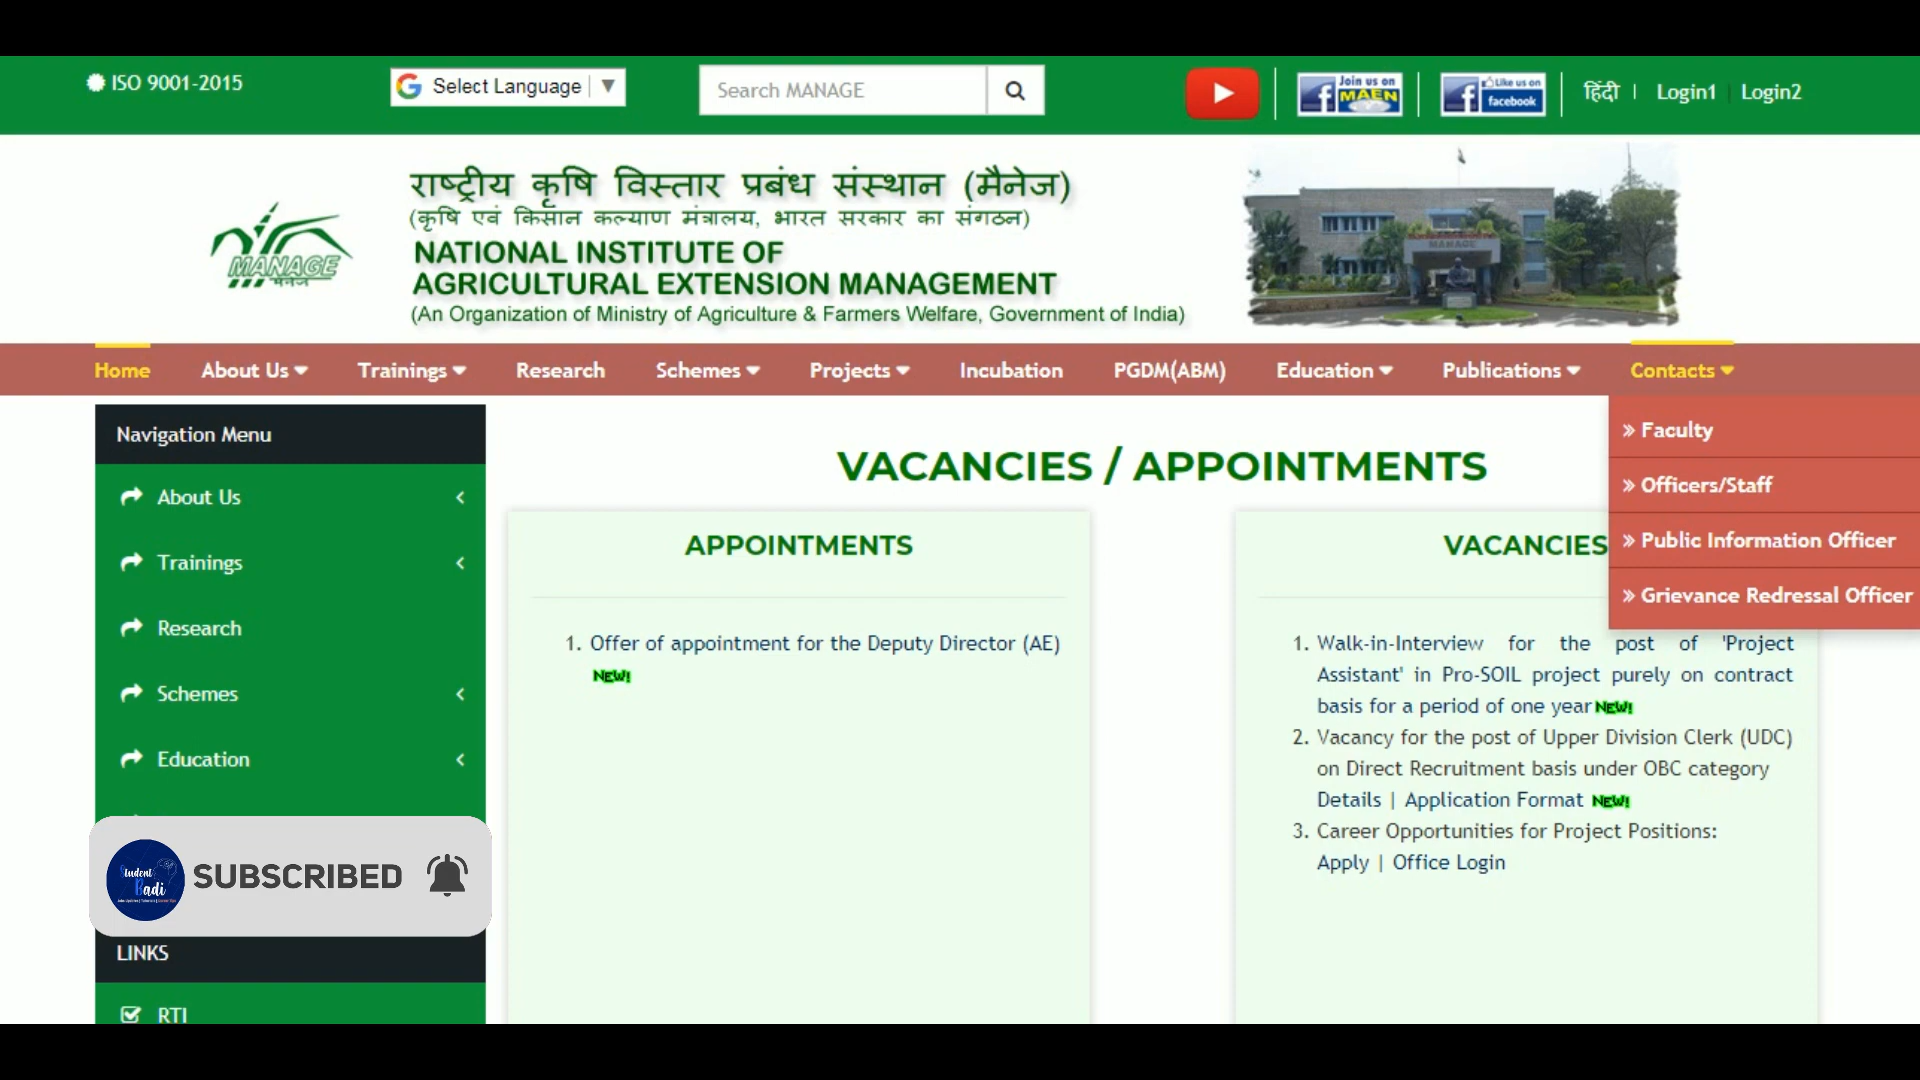 ISO 9001-2015
Select Language ▼
Search MANAGE
Join us on
MAEN
Like us on
facebook
हिंदी
Login1
Login2
राष्ट्रीय कृषि विस्तार प्रबंध संस्थान (मैनेज)
(कृषि एवं किसान कल्याण मंत्रालय, भारत सरकार का संगठन)
NATIONAL INSTITUTE OF
AGRICULTURAL EXTENSION MANAGEMENT
(An Organization of Ministry of Agriculture & Farmers Welfare, Government of India)
MANAGE
मैनेज
MANAGE
Home
About Us
Trainings
Research
Schemes
Projects
Incubation
PGDM(ABM)
Education
Publications
Contacts
» Faculty
» Officers/Staff
» Public Information Officer
» Grievance Redressal Officer
Navigation Menu
About Us
Trainings
Research
Schemes
Education
Student
Badi
SUBSCRIBED
LINKS
RTI
VACANCIES / APPOINTMENTS
APPOINTMENTS
1. Offer of appointment for the Deputy Director (AE)
NEW!
VACANCIES
1. Walk-in-Interview for the post of 'Project
Assistant' in Pro-SOIL project purely on contract
basis for a period of one year NEW!
2. Vacancy for the post of Upper Division Clerk (UDC)
on Direct Recruitment basis under OBC category
Details | Application Format NEW!
3. Career Opportunities for Project Positions:
Apply | Office Login